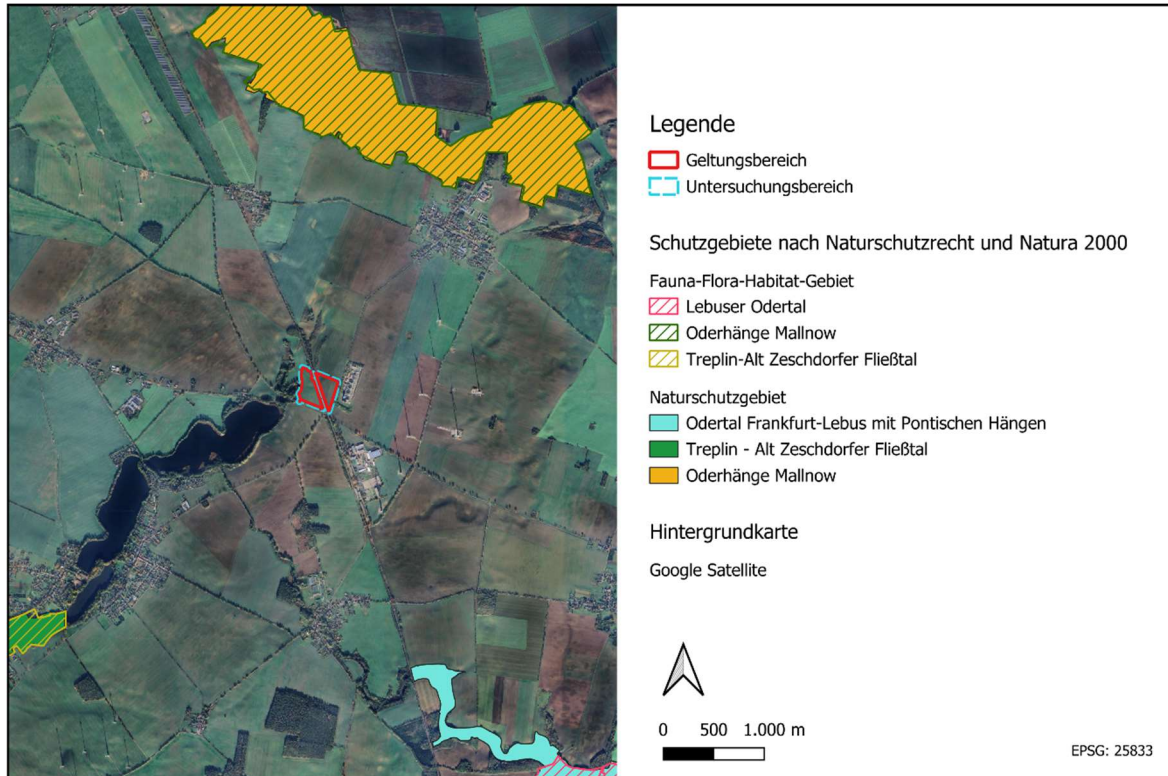 Legende
Geltungsbereich
Untersuchungsbereich
Schutzgebiete nach Naturschutzrecht und Natura 2000
Fauna-Flora-Habitat-Gebiet
Lebuser Odertal
Oderhänge Mallnow
Treplin-Alt Zeschdorfer Fließtal
Naturschutzgebiet
Odertal Frankfurt-Lebus mit Pontischen Hängen
Treplin - Alt Zeschdorfer Fließtal
Oderhänge Mallnow
Hintergrundkarte
Google Satellite
0 500 1.000 m
EPSG: 25833